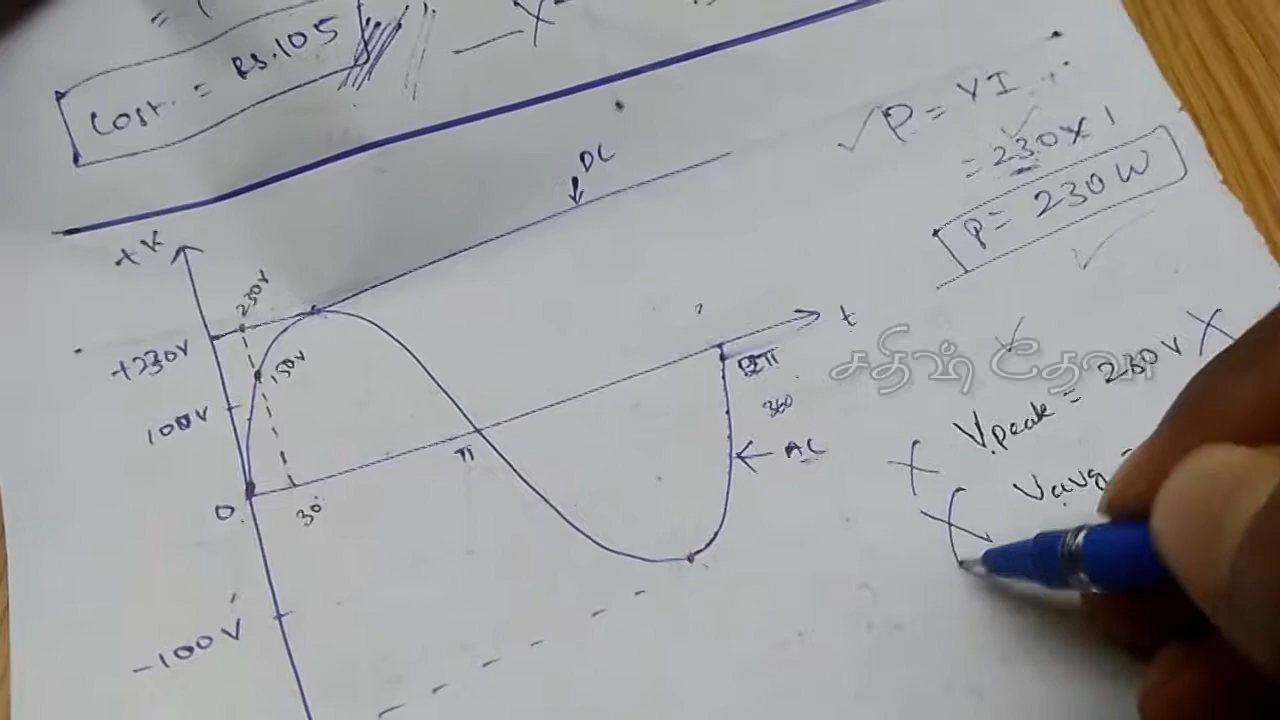 Cost. = Rs.105
P = VI
= 230 X 1
P = 230 W
DC
+V
230V
+230V
150V
100V
t
2π
360
π
AC
0
30°
-100V
Vpeak = 230V
Vavg =
சதிஷ் தேவா